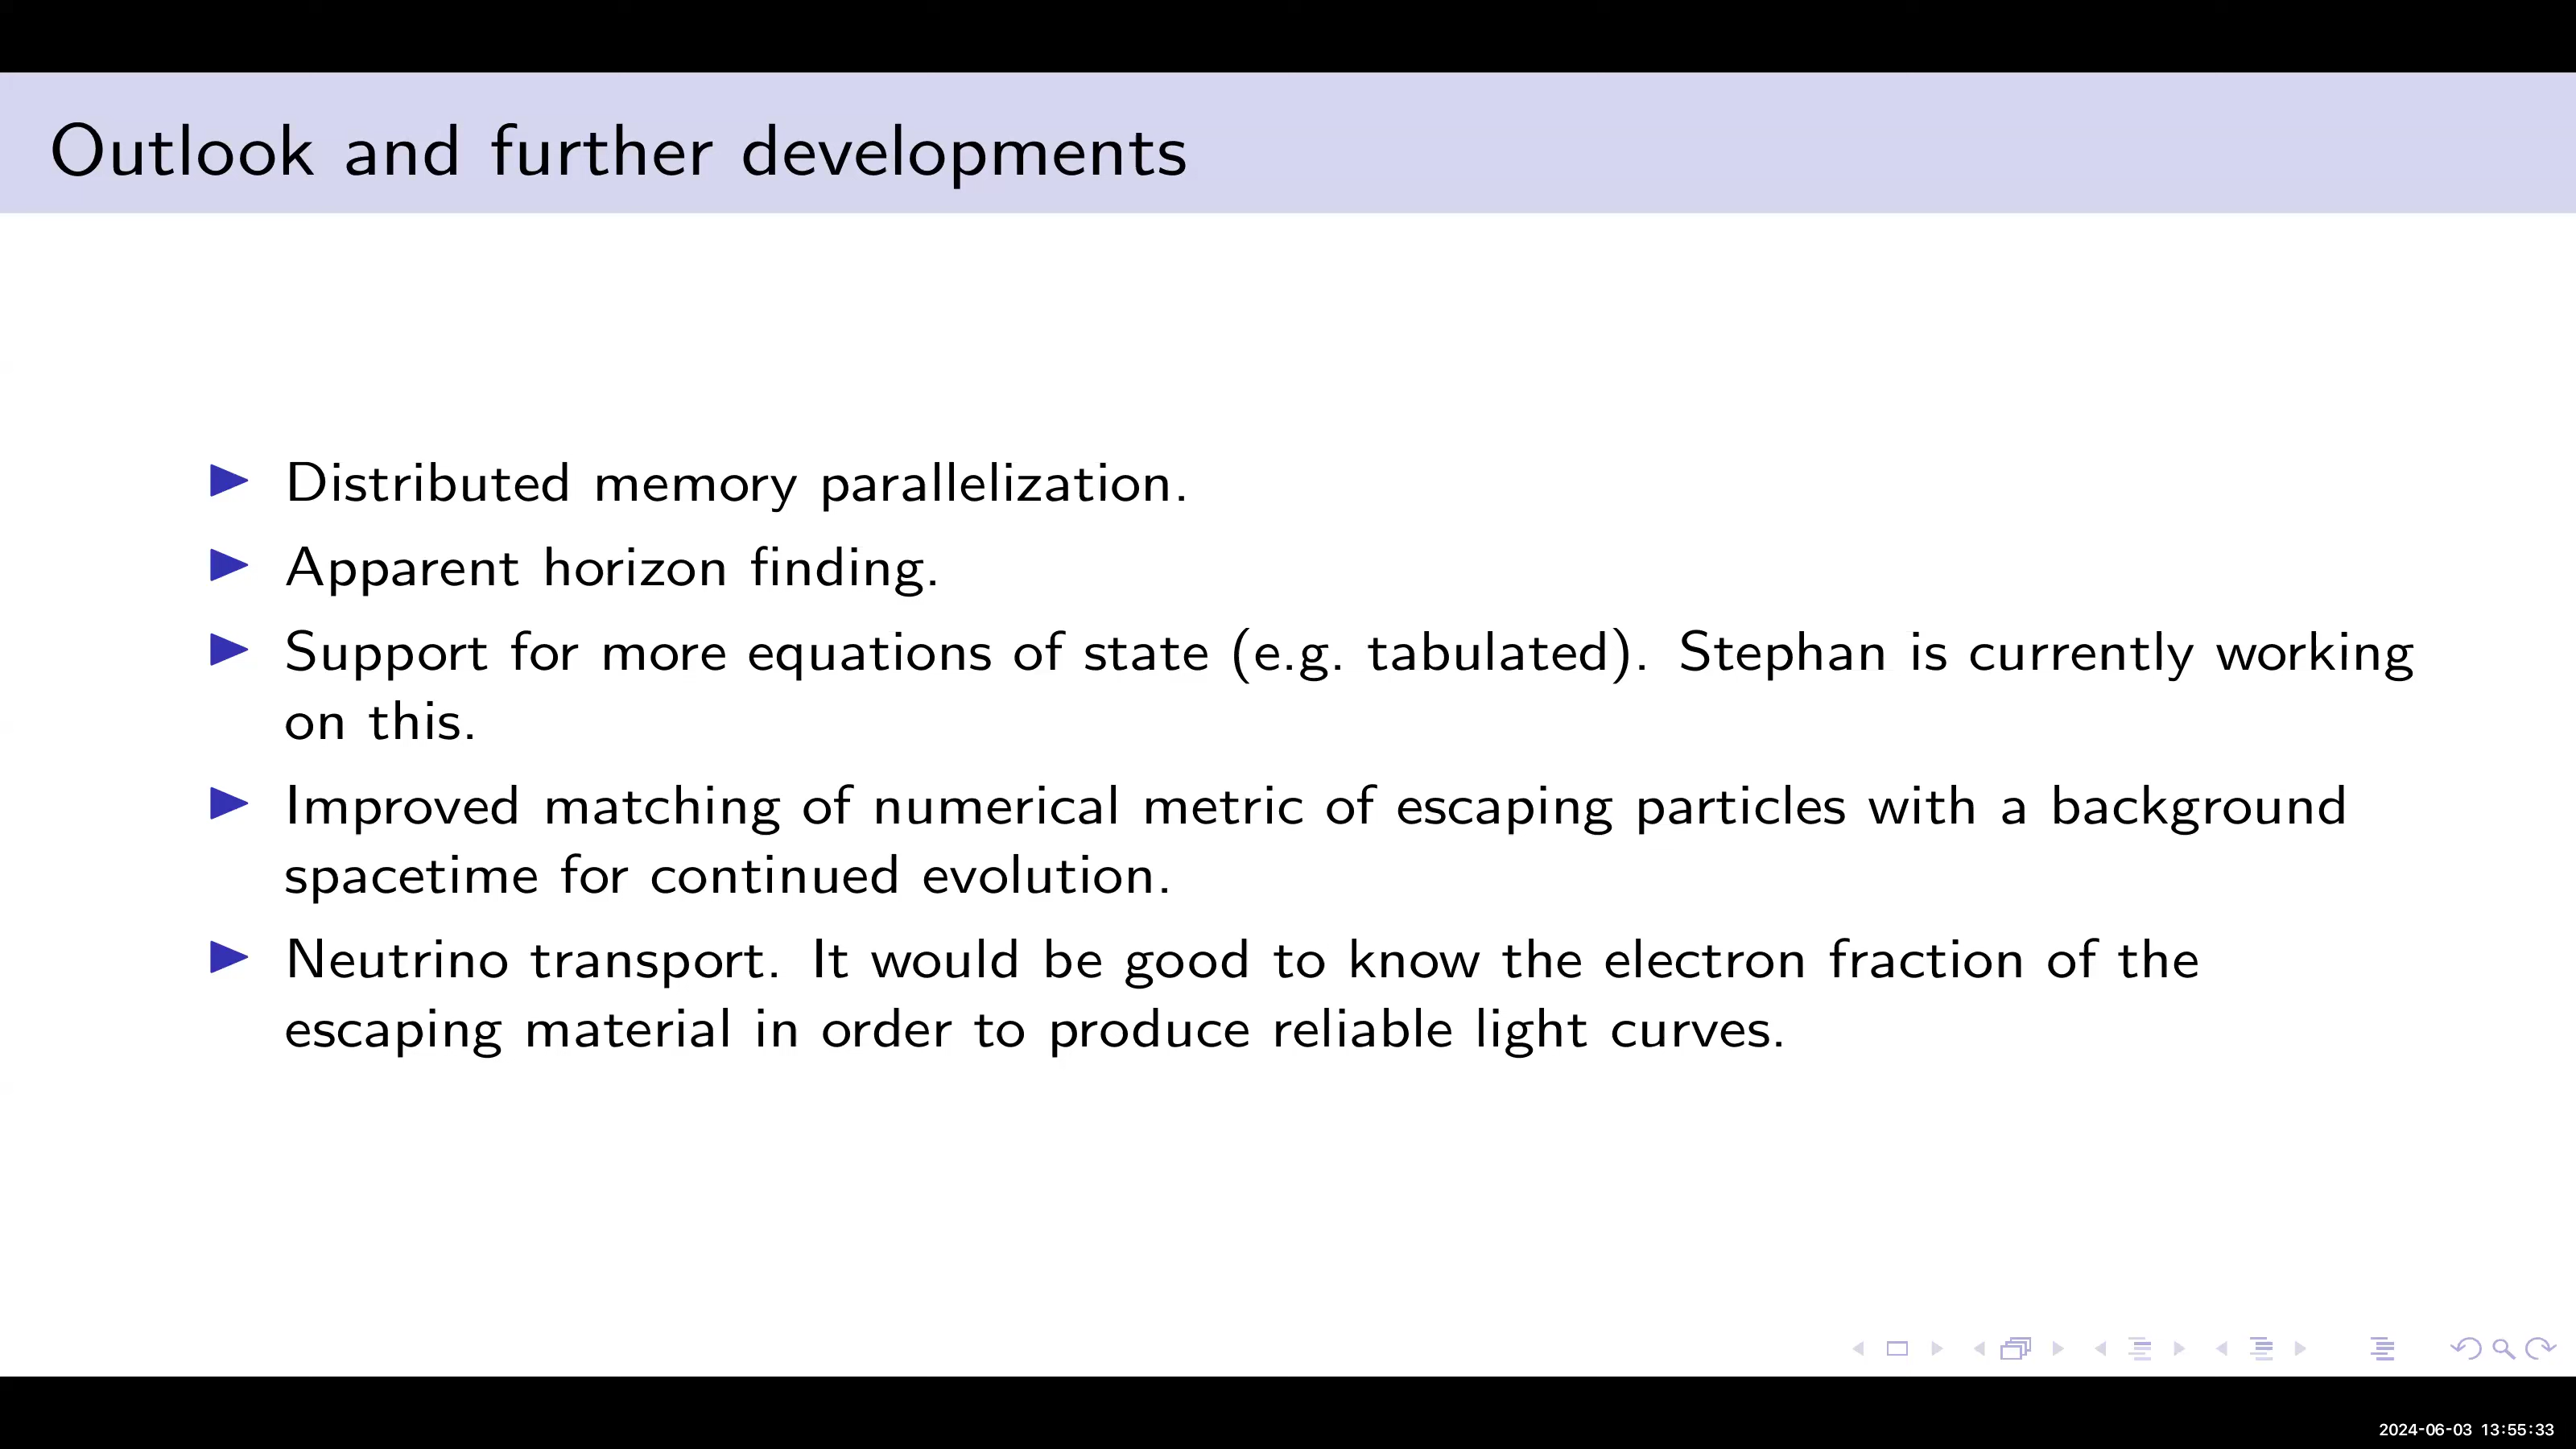 Outlook and further developments
Distributed memory parallelization.
Apparent horizon finding.
Support for more equations of state (e.g. tabulated). Stephan is currently working
on this.
Improved matching of numerical metric of escaping particles with a background
spacetime for continued evolution.
Neutrino transport. It would be good to know the electron fraction of the
escaping material in order to produce reliable light curves.
2024-06-03 13:55:33